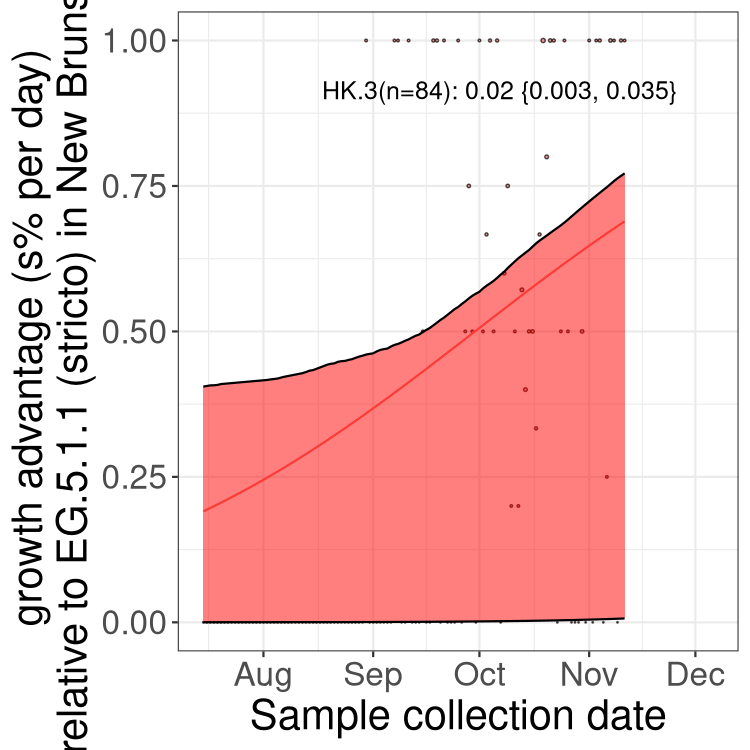 growth advantage (s% per day)
relative to EG.5.1.1 (stricto) in New Bruns
1.00
0.75
0.50
0.25
0.00
HK.3(n=84): 0.02 {0.003, 0.035}
Aug Sep Oct Nov Dec
Sample collection date